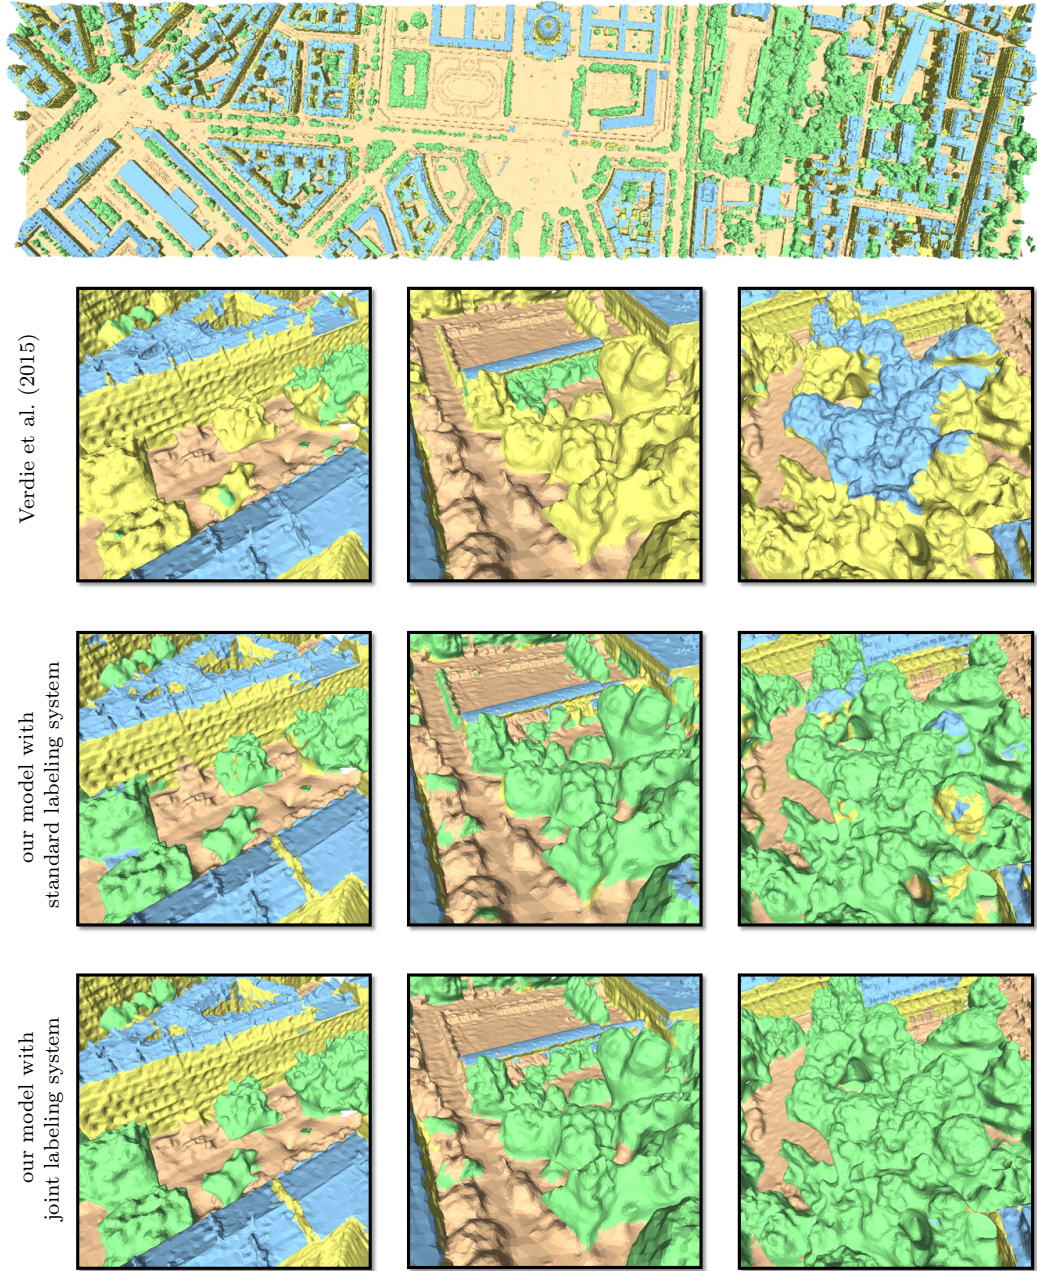 Verdie et al. (2015)
our model with
standard labeling system
our model with
joint labeling system